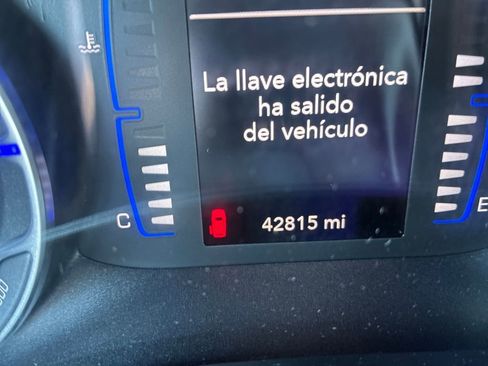 La llave electrónica
ha salido
del vehículo
C
E
42815 mi